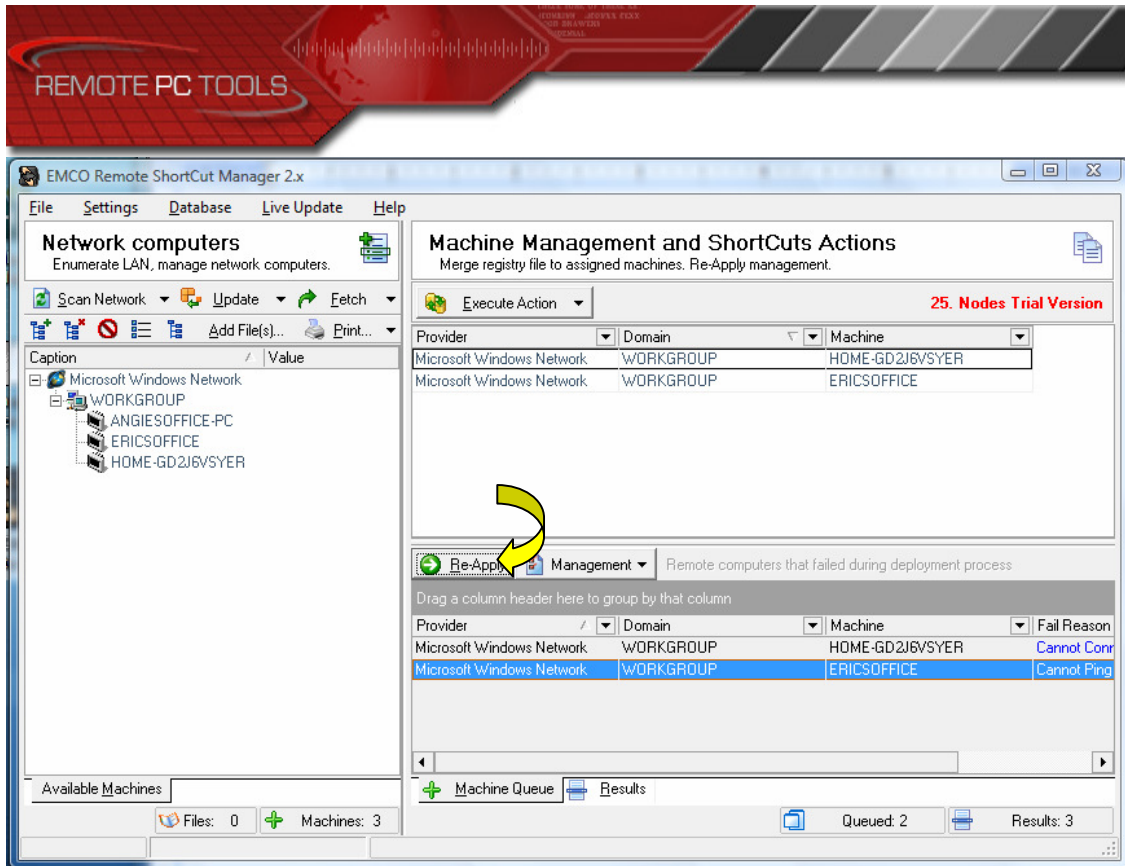 REMOTE PC TOOLS
EMCO Remote ShortCut Manager 2.x
File Settings Database Live Update Help
Network computers
Enumerate LAN, manage network computers.
Scan Network Update Fetch
Add File(s)... Print...
Caption / Value
Microsoft Windows Network
WORKGROUP
ANGIESOFFICE-PC
ERICSOFFICE
HOME-GD2J6VSYER
Available Machines
Files: 0 Machines: 3
Machine Management and ShortCuts Actions
Merge registry file to assigned machines. Re-Apply management.
Execute Action 25. Nodes Trial Version
Provider Domain Machine
Microsoft Windows Network WORKGROUP HOME-GD2J6VSYER
Microsoft Windows Network WORKGROUP ERICSOFFICE
Re-Apply Management Remote computers that failed during deployment process
Drag a column header here to group by that column
Provider / Domain Machine Fail Reason
Microsoft Windows Network WORKGROUP HOME-GD2J6VSYER Cannot Conr
Microsoft Windows Network WORKGROUP ERICSOFFICE Cannot Ping
Machine Queue Results
Queued: 2 Results: 3